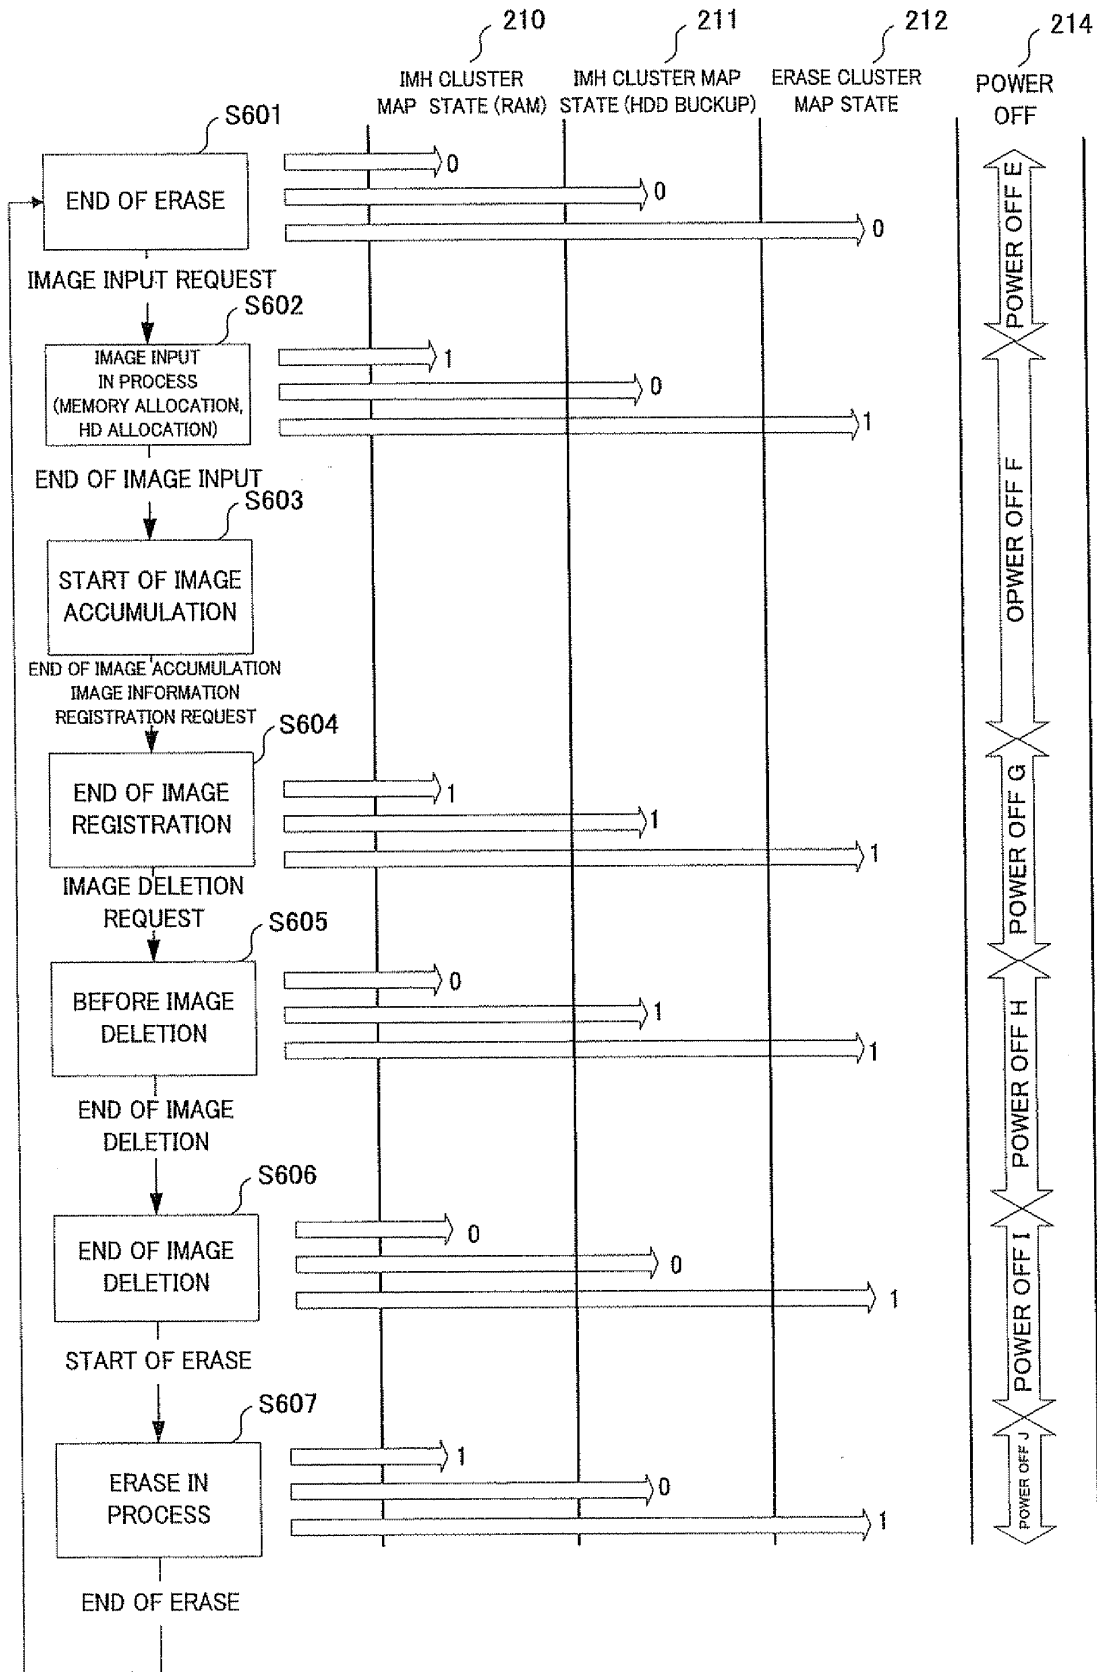 210
211
212
214
IMH CLUSTER
MAP STATE (RAM)
IMH CLUSTER MAP
STATE (HDD BUCKUP)
ERASE CLUSTER
MAP STATE
POWER
OFF
S601
END OF ERASE
0
0
0
POWER OFF E
IMAGE INPUT REQUEST
S602
IMAGE INPUT
IN PROCESS
(MEMORY ALLOCATION,
HD ALLOCATION)
1
0
1
OPWER OFF F
END OF IMAGE INPUT
S603
START OF IMAGE
ACCUMULATION
END OF IMAGE ACCUMULATION
IMAGE INFORMATION
REGISTRATION REQUEST
S604
END OF IMAGE
REGISTRATION
1
1
1
POWER OFF G
IMAGE DELETION
REQUEST
S605
BEFORE IMAGE
DELETION
0
1
1
POWER OFF H
END OF IMAGE
DELETION
S606
END OF IMAGE
DELETION
0
0
1
POWER OFF I
START OF ERASE
S607
ERASE IN
PROCESS
1
0
1
POWER OFF J
END OF ERASE